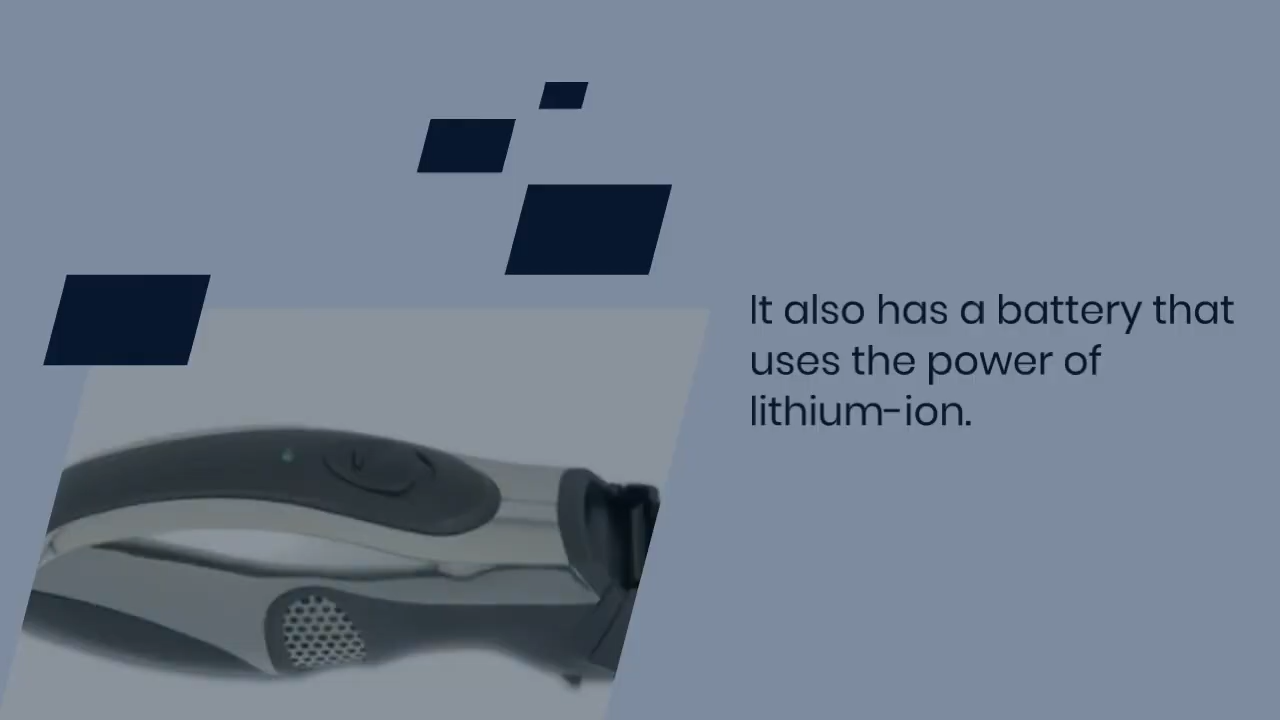 It also has a battery that
uses the power of
lithium-ion.